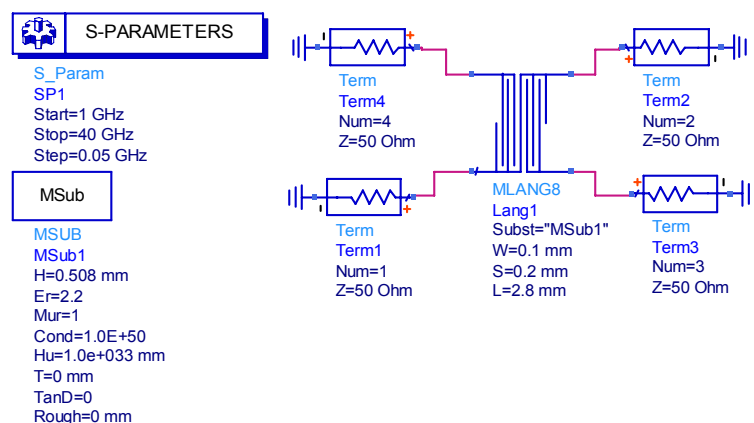 S-PARAMETERS
S_Param
SP1
Start=1 GHz
Stop=40 GHz
Step=0.05 GHz
MSub
MSUB
MSub1
H=0.508 mm
Er=2.2
Mur=1
Cond=1.0E+50
Hu=1.0e+033 mm
T=0 mm
TanD=0
Rough=0 mm
Term
Term4
Num=4
Z=50 Ohm
Term
Term2
Num=2
Z=50 Ohm
Term
Term1
Num=1
Z=50 Ohm
MLANG8
Lang1
Subst="MSub1"
W=0.1 mm
S=0.2 mm
L=2.8 mm
Term
Term3
Num=3
Z=50 Ohm